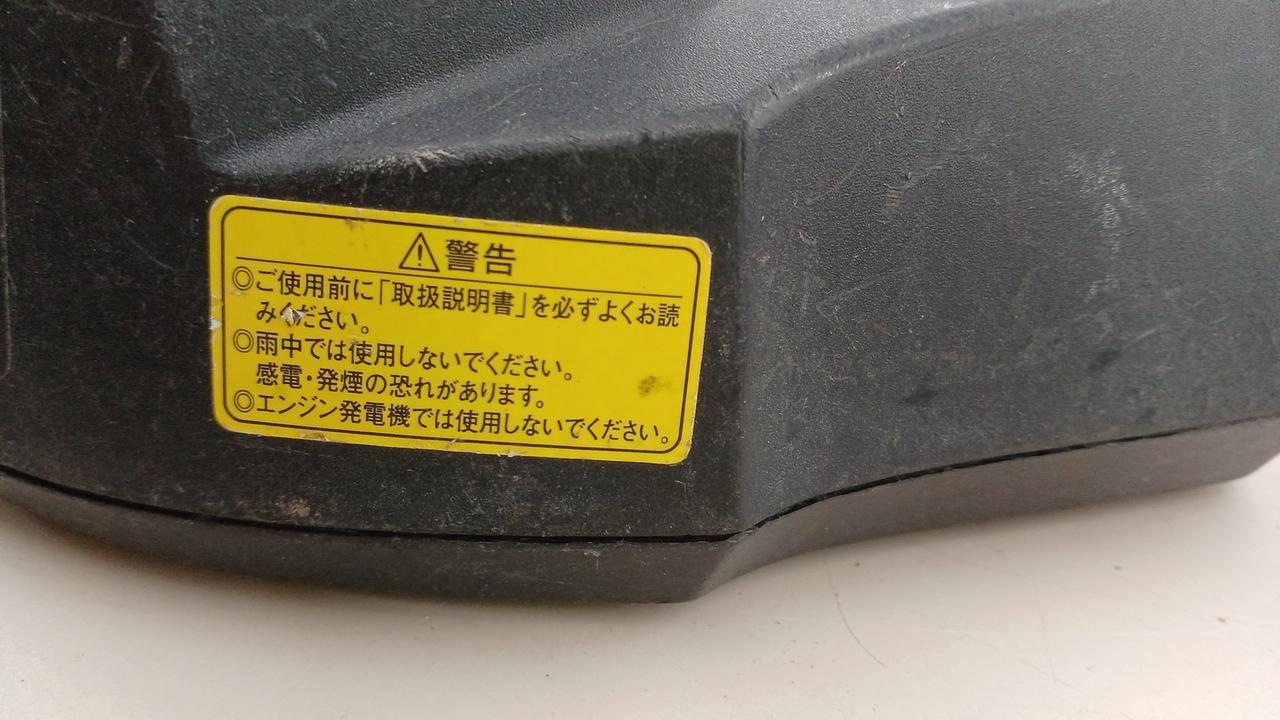 ⚠警告
◎ご使用前に「取扱説明書」を必ずよくお読
みください。
◎雨中では使用しないでください。
感電・発煙の恐れがあります。
◎エンジン発電機では使用しないでください。